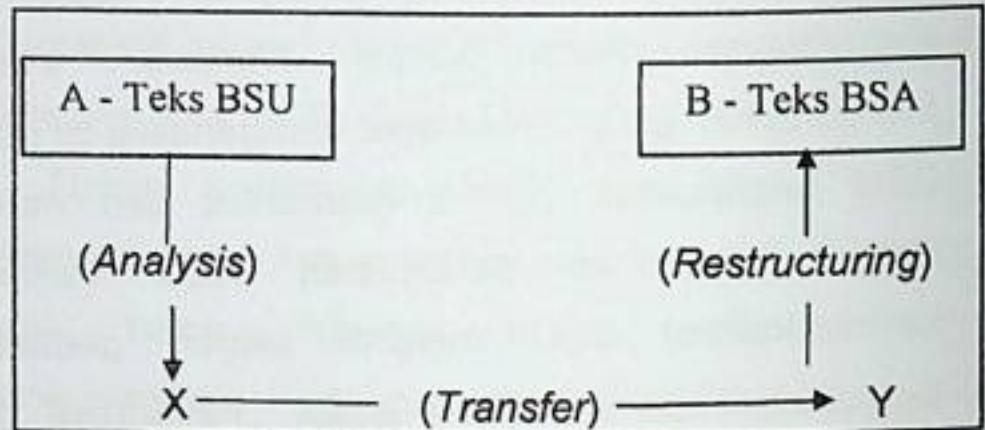 A - Teks BSU
B - Teks BSA
(Analysis)
(Restructuring)
X
(Transfer)
Y